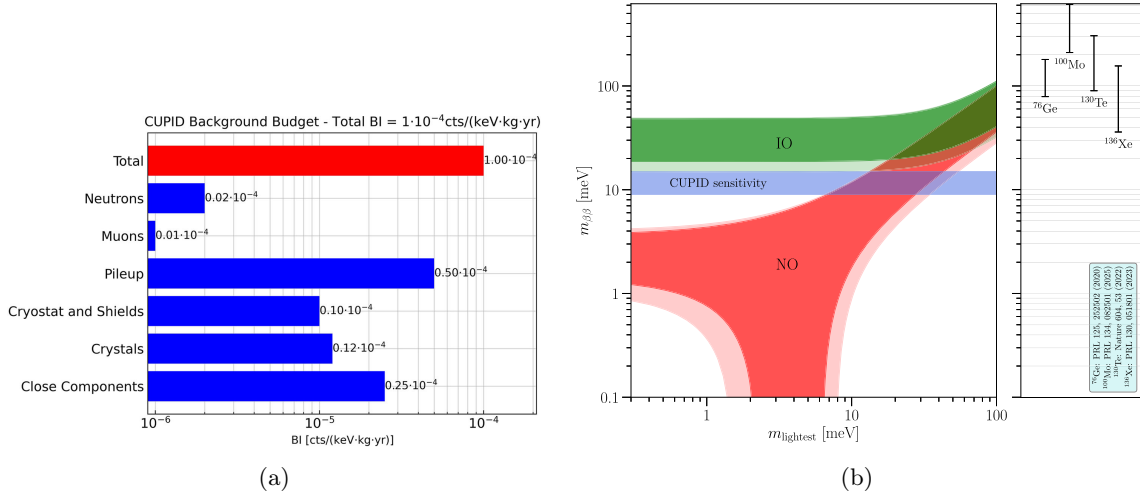 CUPID Background Budget - Total BI = 1·10⁻⁴cts/(keV·kg·yr)
Total
1.00·10⁻⁴
Neutrons
0.02·10⁻⁴
Muons
0.01·10⁻⁴
Pileup
0.50·10⁻⁴
Cryostat and Shields
0.10·10⁻⁴
Crystals
0.12·10⁻⁴
Close Components
0.25·10⁻⁴
10⁻⁶ 10⁻⁵ 10⁻⁴
BI [cts/(keV·kg·yr)]
(a)
m_ββ [meV]
100
10
1
0.1
IO
CUPID sensitivity
NO
1 10 100
m_lightest [meV]
⁷⁶Ge
¹⁰⁰Mo
¹³⁰Te
¹³⁶Xe
⁷⁶Ge: PRL 125, 252502 (2020)
¹⁰⁰Mo: PRL 134, 082501 (2025)
¹³⁰Te: Nature 604, 53 (2022)
¹³⁶Xe: PRL 130, 051801 (2023)
(b)